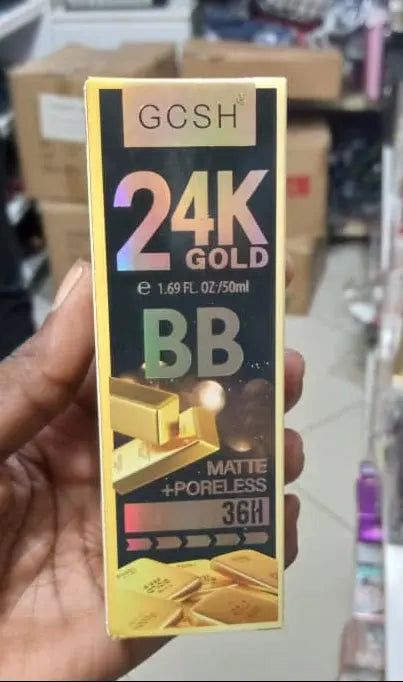 GCSH
24K
GOLD
℮ 1.69 FL. OZ/50ml
BB
MATTE
+PORELESS
36H